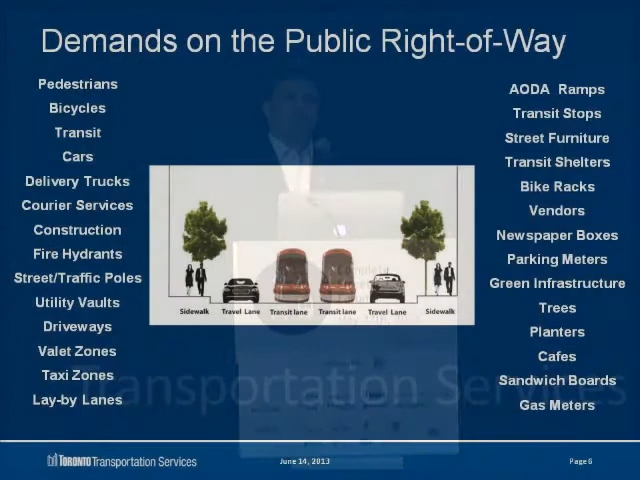 Demands on the Public Right-of-Way
Pedestrians
Bicycles
Transit
Cars
Delivery Trucks
Courier Services
Construction
Fire Hydrants
Street/Traffic Poles
Utility Vaults
Driveways
Valet Zones
Taxi Zones
Lay-by Lanes
AODA Ramps
Transit Stops
Street Furniture
Transit Shelters
Bike Racks
Vendors
Newspaper Boxes
Parking Meters
Green Infrastructure
Trees
Planters
Cafes
Sandwich Boards
Gas Meters
Sidewalk Travel Lane Transit lane Transit lane Travel Lane Sidewalk
Transportation Services
TORONTO Transportation Services
June 14, 2013
Page 6